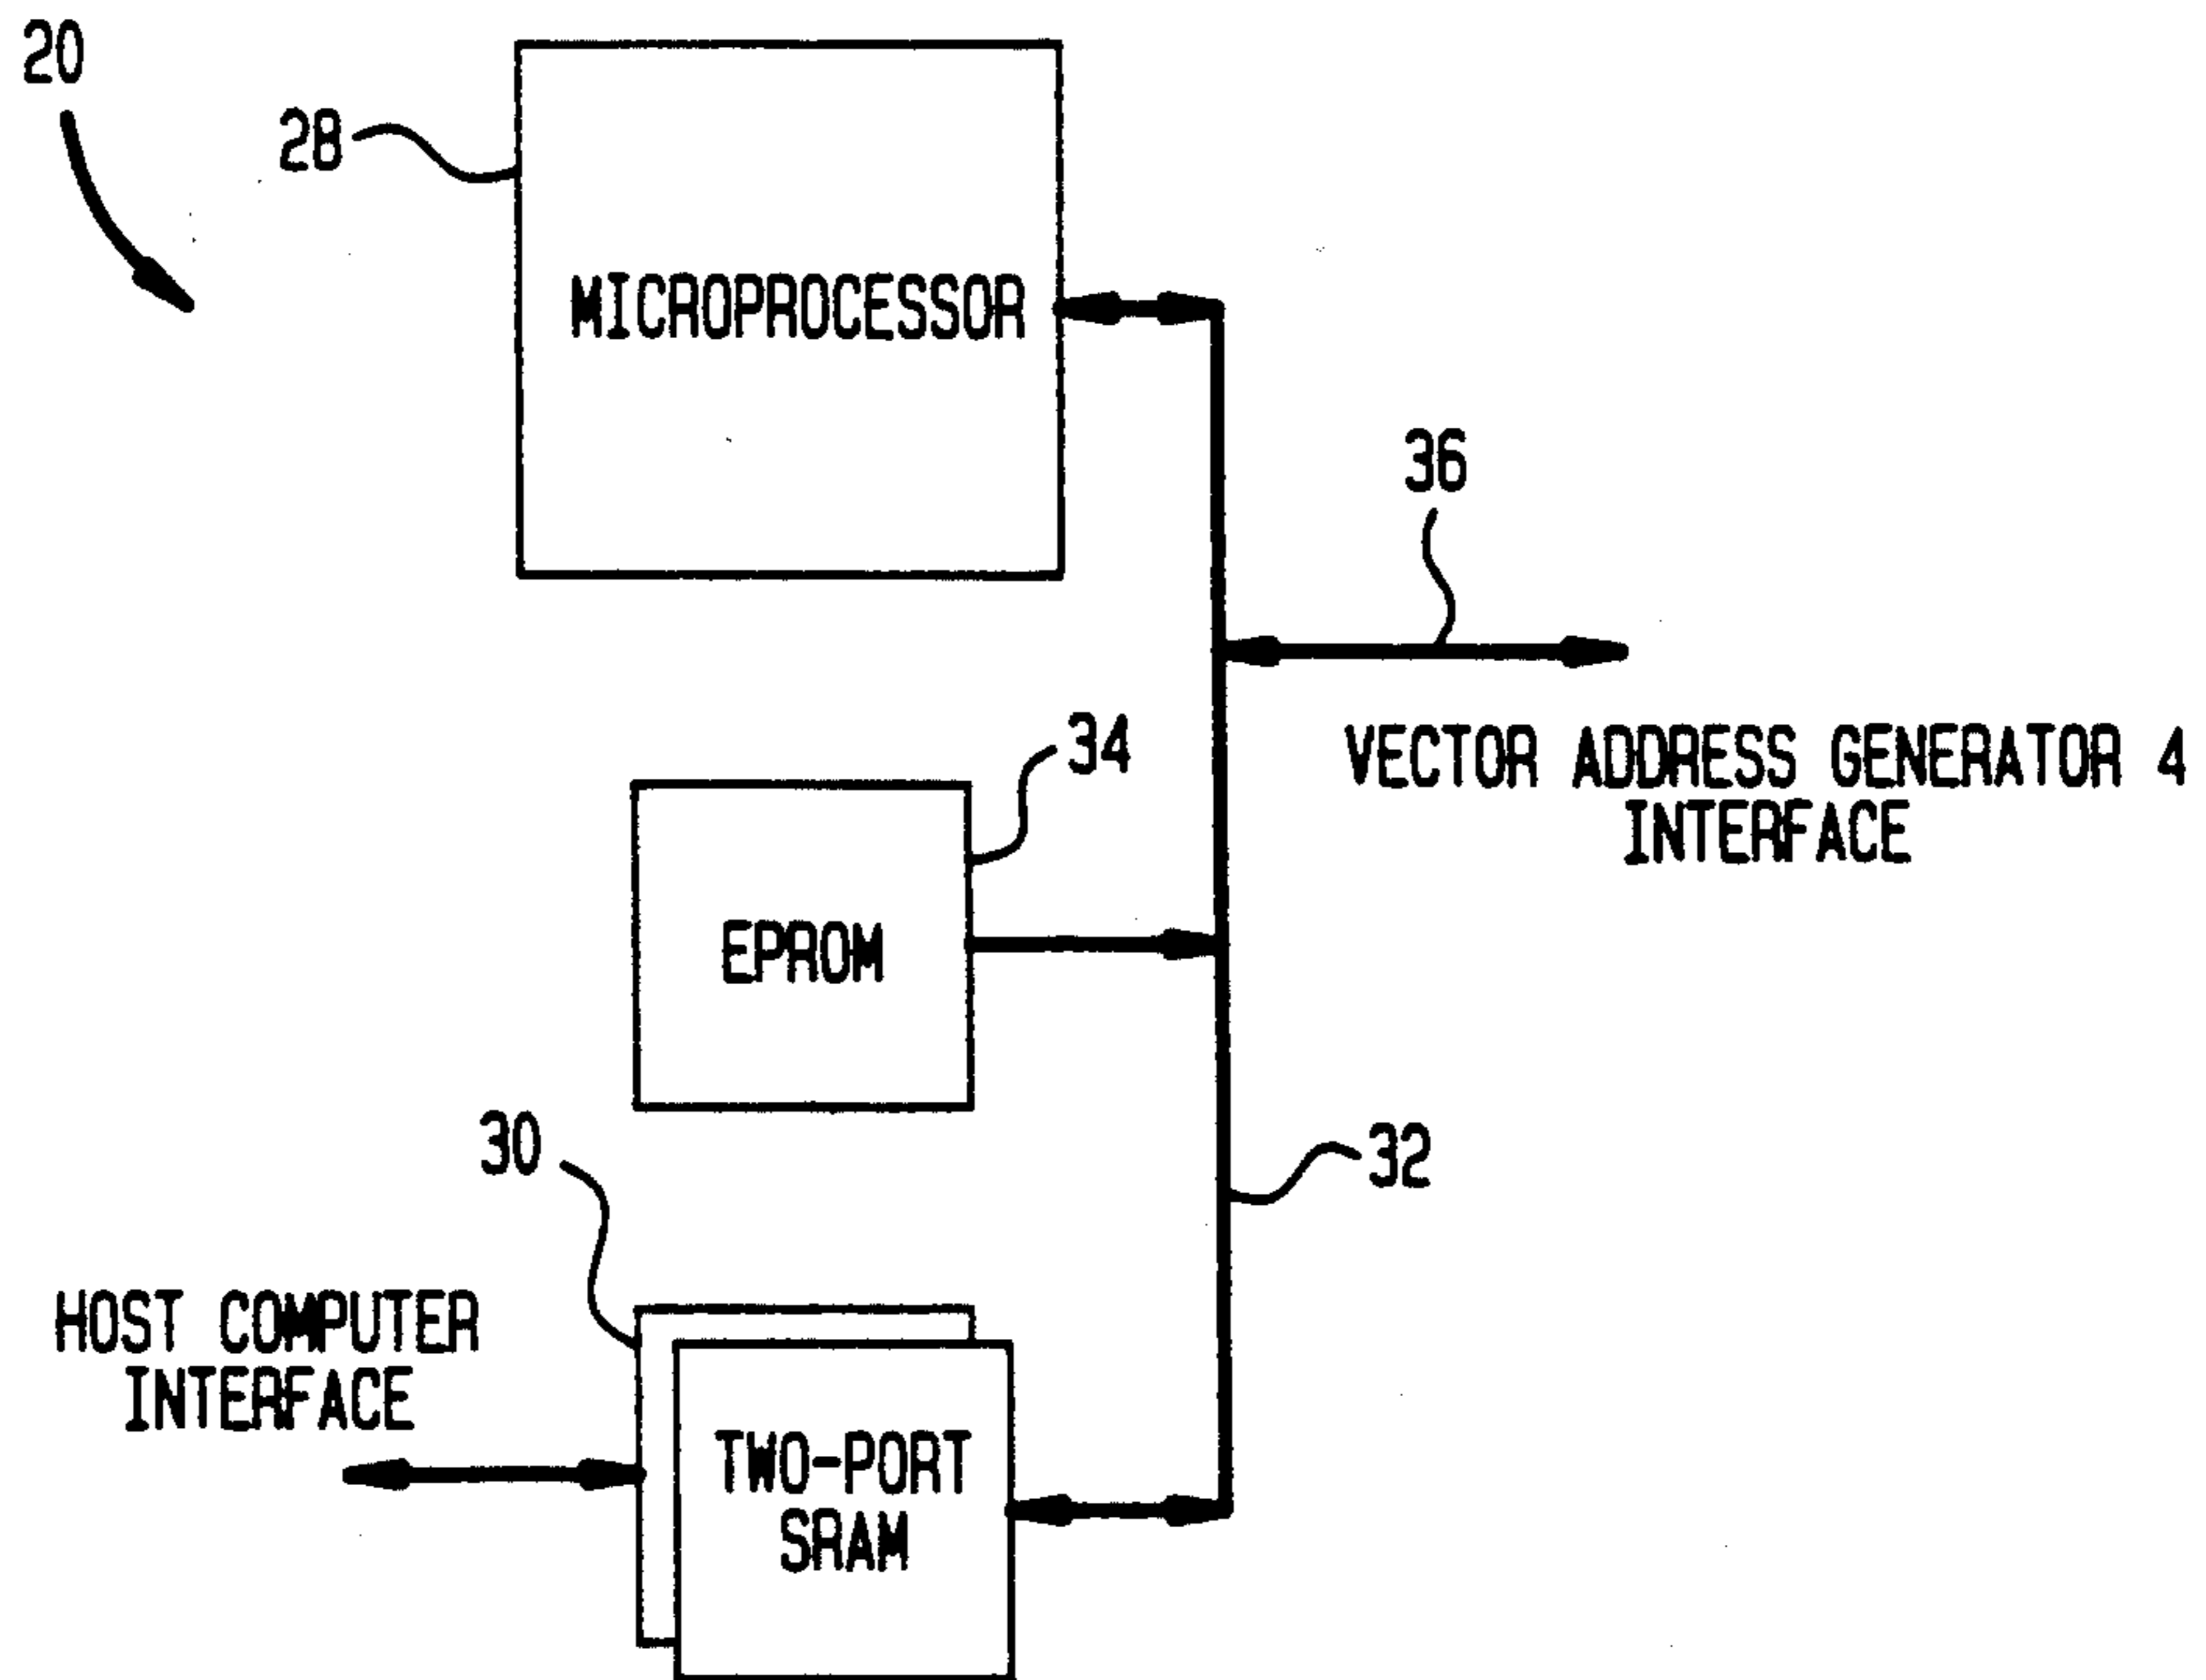 20
28
MICROPROCESSOR
36
VECTOR ADDRESS GENERATOR 4
INTERFACE
34
EPROM
30
32
HOST COMPUTER
INTERFACE
TWO-PORT
SRAM